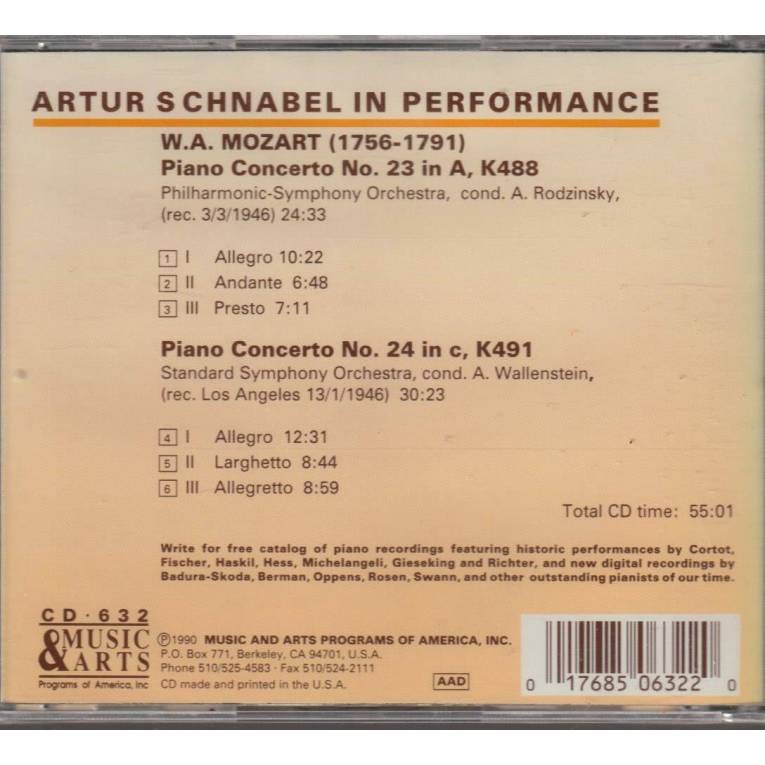 ARTUR SCHNABEL IN PERFORMANCE
W.A. MOZART (1756-1791)
Piano Concerto No. 23 in A, K488
Philharmonic-Symphony Orchestra, cond. A. Rodzinsky,
(rec. 3/3/1946) 24:33
1 I Allegro 10:22
2 II Andante 6:48
3 III Presto 7:11
Piano Concerto No. 24 in c, K491
Standard Symphony Orchestra, cond. A. Wallenstein,
(rec. Los Angeles 13/1/1946) 30:23
4 I Allegro 12:31
5 II Larghetto 8:44
6 III Allegretto 8:59
Total CD time: 55:01
Write for free catalog of piano recordings featuring historic performances by Cortot,
Fischer, Haskil, Hess, Michelangeli, Gieseking and Richter, and new digital recordings by
Badura-Skoda, Berman, Oppens, Rosen, Swann, and other outstanding pianists of our time.
CD · 632
MUSIC
& ARTS
Programs of America, Inc
Ⓟ1990 MUSIC AND ARTS PROGRAMS OF AMERICA, INC.
P.O. Box 771, Berkeley, CA 94701, U.S.A.
Phone 510/525-4583 · Fax 510/524-2111
CD made and printed in the U.S.A.
AAD
0 17685 06322 0